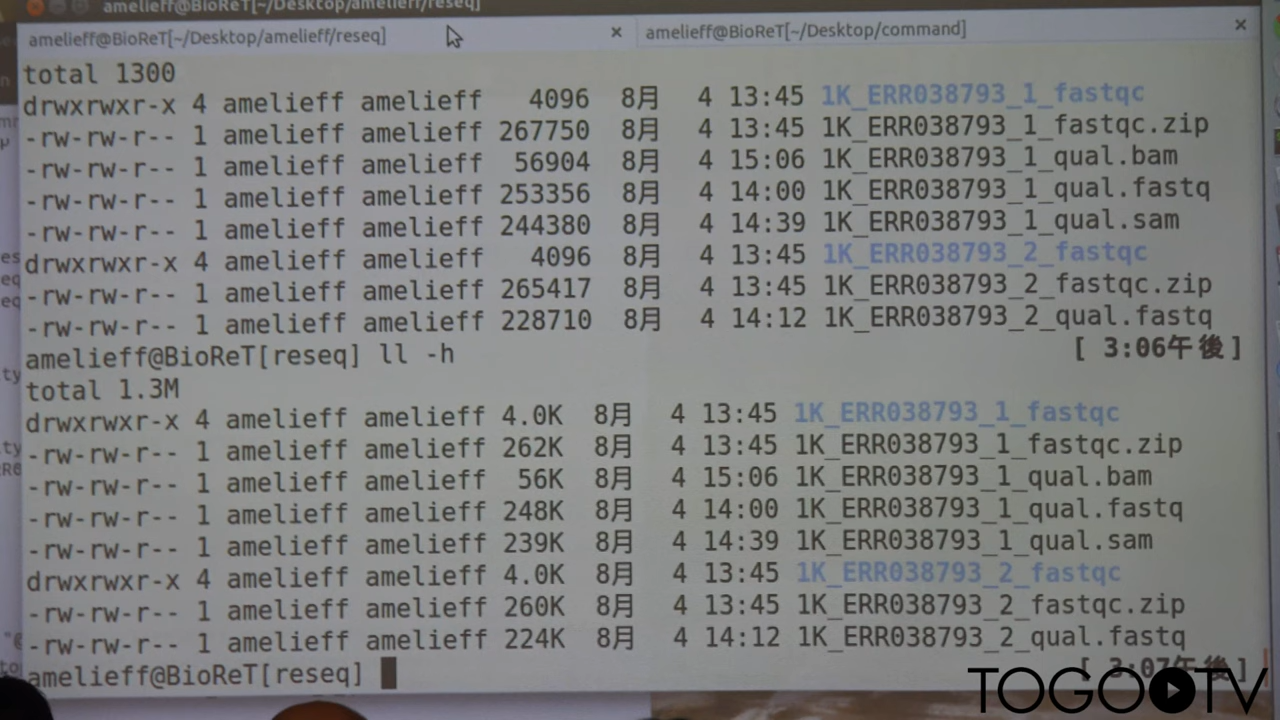 amelieff@BioReT[~/Desktop/amelieff/reseq]
amelieff@BioReT[~/Desktop/amelieff/reseq] × amelieff@BioReT[~/Desktop/command] ×
total 1300
drwxrwxr-x 4 amelieff amelieff 4096 8月 4 13:45 1K_ERR038793_1_fastqc
-rw-rw-r-- 1 amelieff amelieff 267750 8月 4 13:45 1K_ERR038793_1_fastqc.zip
-rw-rw-r-- 1 amelieff amelieff 56904 8月 4 15:06 1K_ERR038793_1_qual.bam
-rw-rw-r-- 1 amelieff amelieff 253356 8月 4 14:00 1K_ERR038793_1_qual.fastq
-rw-rw-r-- 1 amelieff amelieff 244380 8月 4 14:39 1K_ERR038793_1_qual.sam
drwxrwxr-x 4 amelieff amelieff 4096 8月 4 13:45 1K_ERR038793_2_fastqc
-rw-rw-r-- 1 amelieff amelieff 265417 8月 4 13:45 1K_ERR038793_2_fastqc.zip
-rw-rw-r-- 1 amelieff amelieff 228710 8月 4 14:12 1K_ERR038793_2_qual.fastq
amelieff@BioReT[reseq] ll -h [ 3:06午後]
total 1.3M
drwxrwxr-x 4 amelieff amelieff 4.0K 8月 4 13:45 1K_ERR038793_1_fastqc
-rw-rw-r-- 1 amelieff amelieff 262K 8月 4 13:45 1K_ERR038793_1_fastqc.zip
-rw-rw-r-- 1 amelieff amelieff 56K 8月 4 15:06 1K_ERR038793_1_qual.bam
-rw-rw-r-- 1 amelieff amelieff 248K 8月 4 14:00 1K_ERR038793_1_qual.fastq
-rw-rw-r-- 1 amelieff amelieff 239K 8月 4 14:39 1K_ERR038793_1_qual.sam
drwxrwxr-x 4 amelieff amelieff 4.0K 8月 4 13:45 1K_ERR038793_2_fastqc
-rw-rw-r-- 1 amelieff amelieff 260K 8月 4 13:45 1K_ERR038793_2_fastqc.zip
-rw-rw-r-- 1 amelieff amelieff 224K 8月 4 14:12 1K_ERR038793_2_qual.fastq
amelieff@BioReT[reseq] [ 3:07午後]
TOGOTV